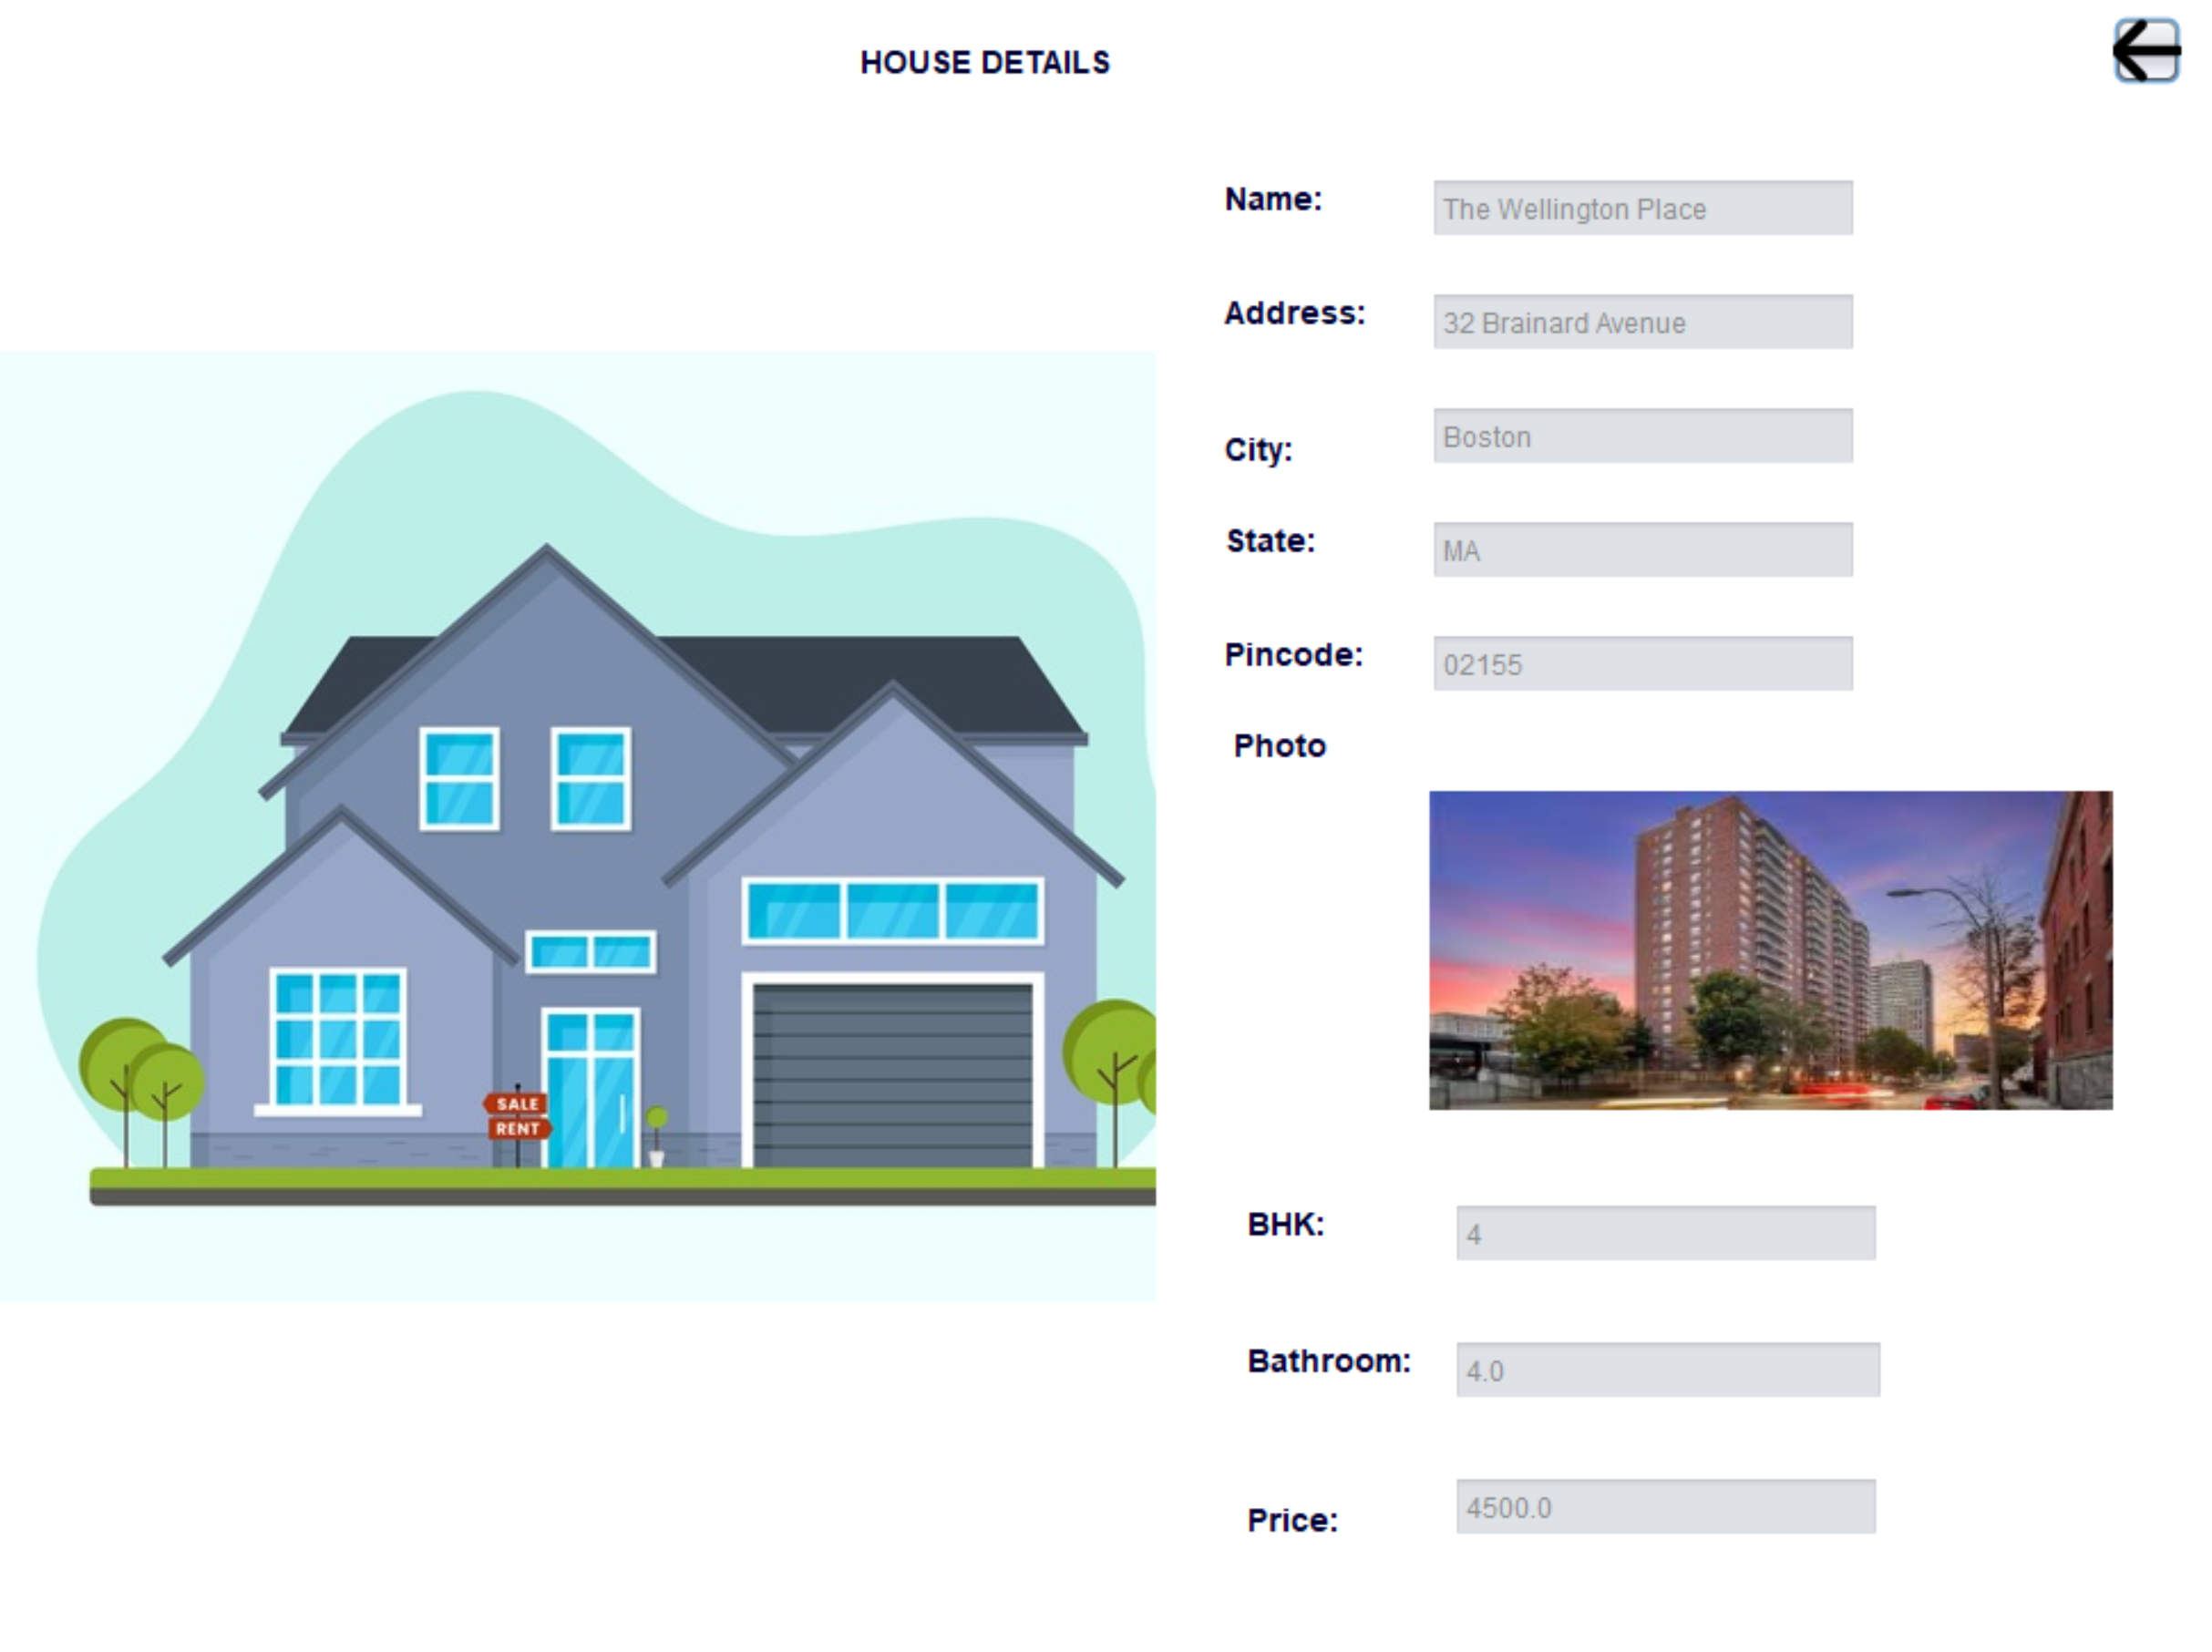 HOUSE DETAILS
Name: The Wellington Place
Address: 32 Brainard Avenue
City: Boston
State: MA
Pincode: 02155
Photo
SALE
RENT
BHK: 4
Bathroom: 4.0
Price: 4500.0